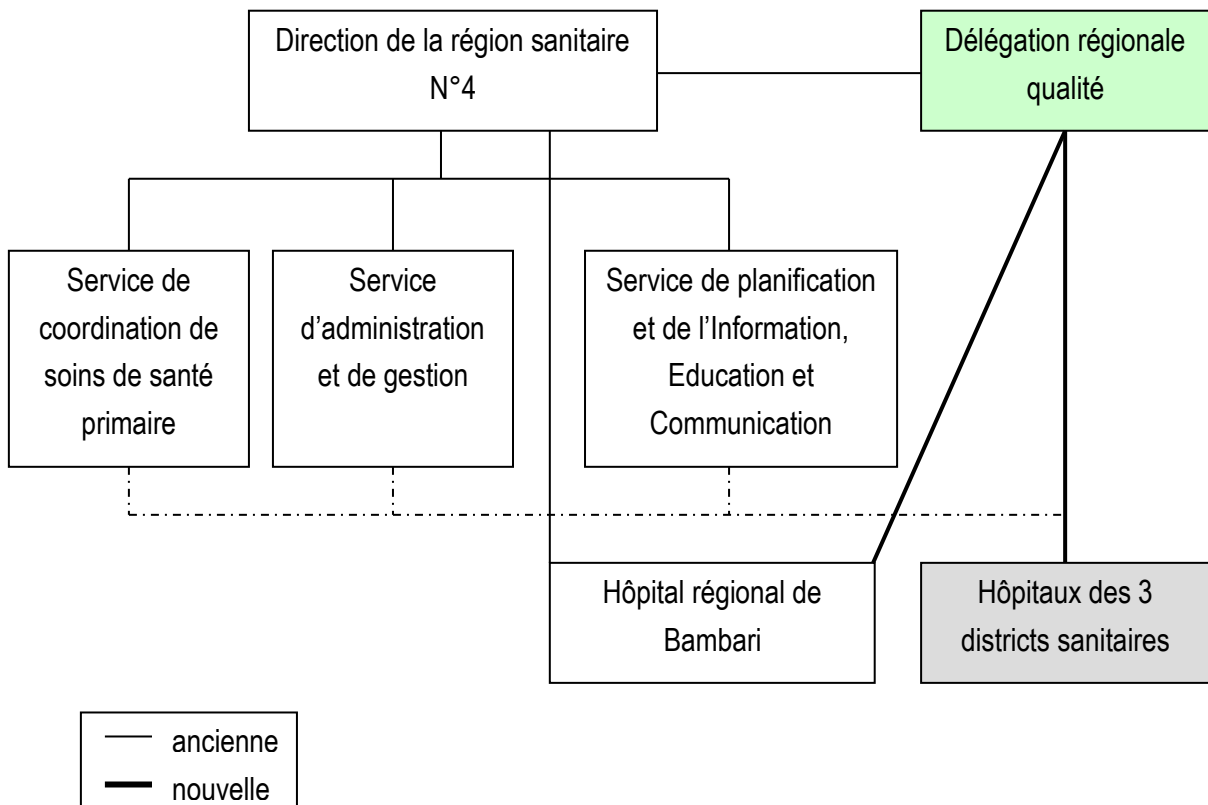 Direction de la région sanitaire
N°4
Délégation régionale
qualité
Service de
coordination de
soins de santé
primaire
Service
d’administration
et de gestion
Service de planification
et de l’Information,
Education et
Communication
Hôpital régional de
Bambari
Hôpitaux des 3
districts sanitaires
ancienne
nouvelle